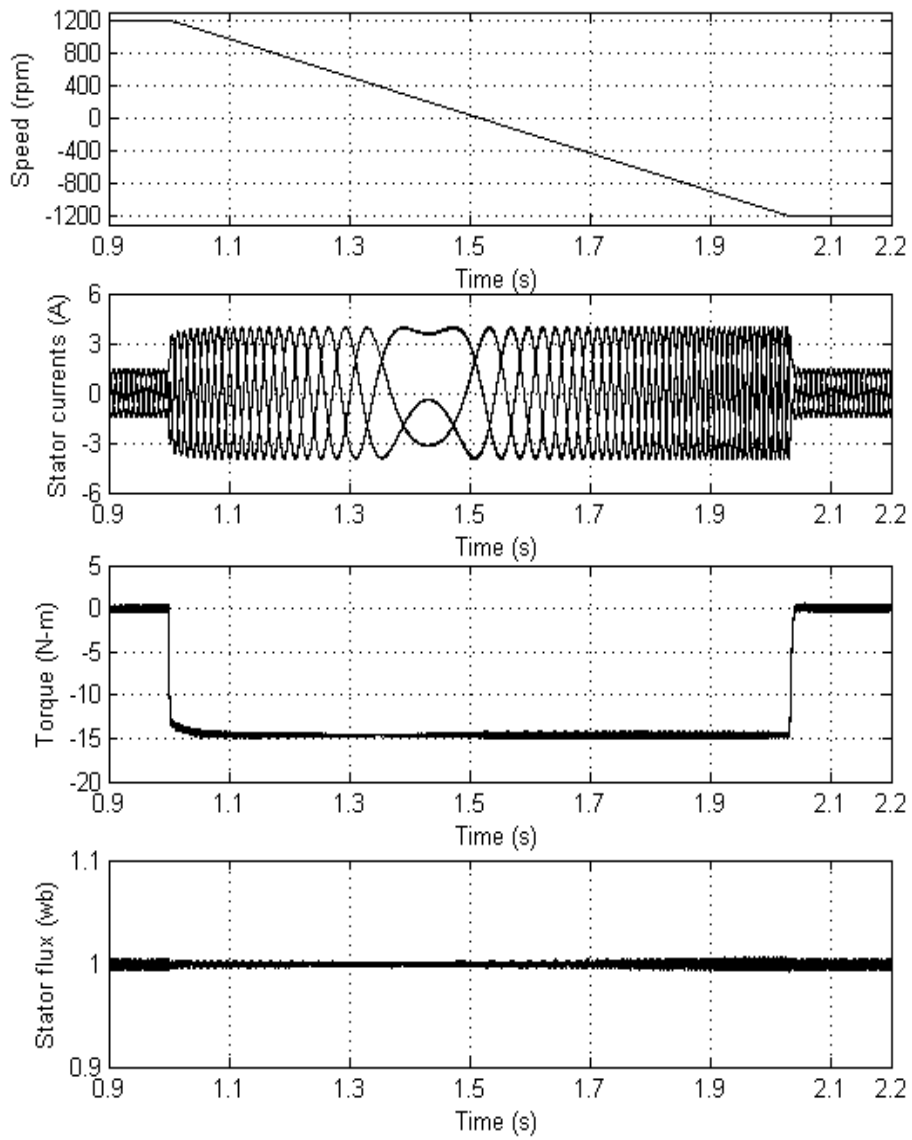 Speed (rpm)
1200
800
400
0
-400
-800
-1200
0.9 1.1 1.3 1.5 1.7 1.9 2.1 2.2
Time (s)
Stator currents (A)
6
3
0
-3
-6
0.9 1.1 1.3 1.5 1.7 1.9 2.1 2.2
Time (s)
Torque (N-m)
5
0
-5
-10
-15
-20
0.9 1.1 1.3 1.5 1.7 1.9 2.1 2.2
Time (s)
Stator flux (wb)
1.1
1
0.9
0.9 1.1 1.3 1.5 1.7 1.9 2.1 2.2
Time (s)